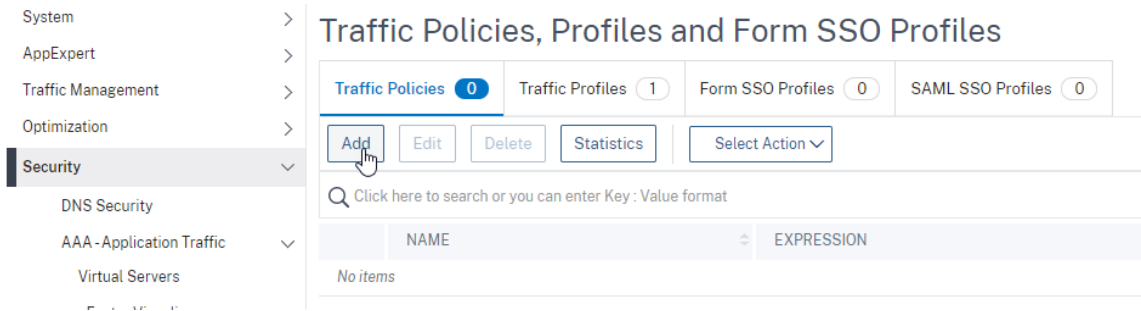 System
AppExpert
Traffic Management
Optimization
Security
DNS Security
AAA - Application Traffic
Virtual Servers
Traffic Policies, Profiles and Form SSO Profiles
Traffic Policies 0 Traffic Profiles 1 Form SSO Profiles 0 SAML SSO Profiles 0
Add Edit Delete Statistics Select Action
Click here to search or you can enter Key : Value format
NAME EXPRESSION
No items